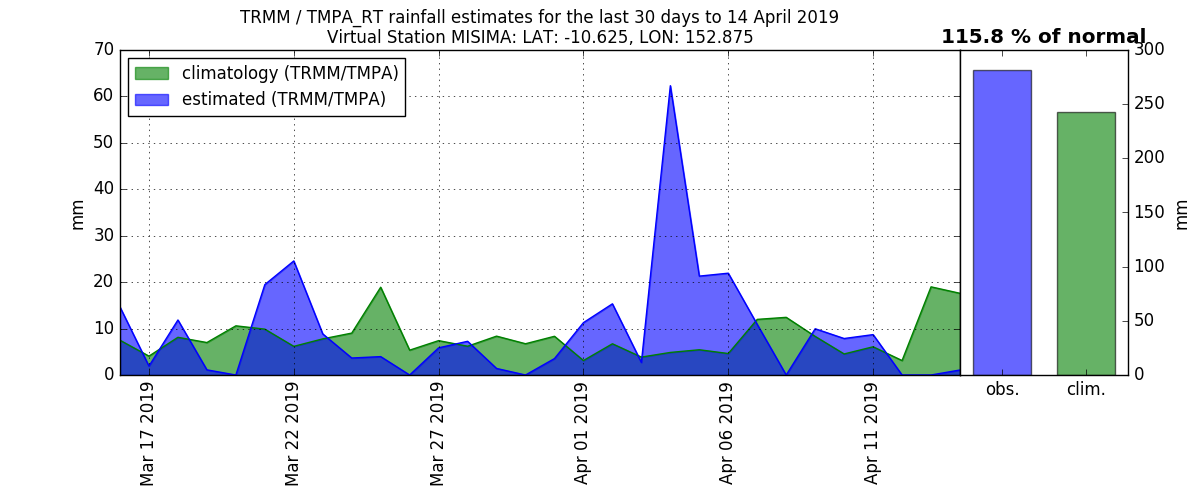 TRMM / TMPA_RT rainfall estimates for the last 30 days to 14 April 2019
Virtual Station MISIMA: LAT: -10.625, LON: 152.875
115.8 % of normal
climatology (TRMM/TMPA)
estimated (TRMM/TMPA)
70
60
50
40
30
20
10
0
mm
Mar 17 2019
Mar 22 2019
Mar 27 2019
Apr 01 2019
Apr 06 2019
Apr 11 2019
300
250
200
150
100
50
0
mm
obs.
clim.